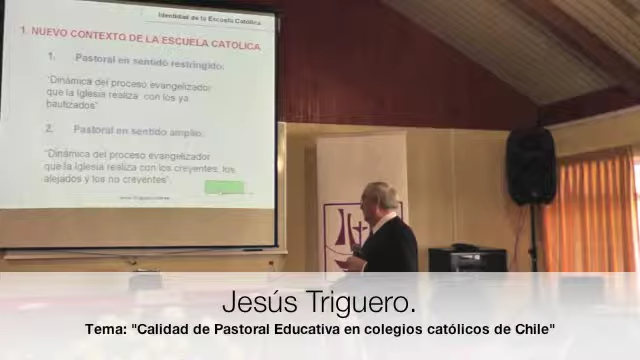 Identidad de la Escuela Católica
1. NUEVO CONTEXTO DE LA ESCUELA CATOLICA
1. Pastoral en sentido restringido:
“Dinámica del proceso evangelizador
que la Iglesia realiza con los ya
bautizados”
2. Pastoral en sentido amplio:
“Dinámica del proceso evangelizador
que la Iglesia realiza con los creyentes, los
alejados y los no creyentes”.
Jesús Triguero.
Tema: "Calidad de Pastoral Educativa en colegios católicos de Chile"